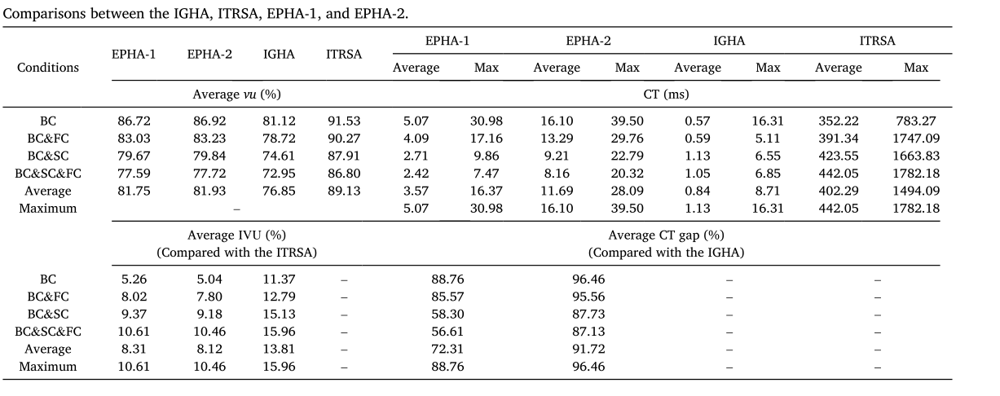 Comparisons between the IGHA, ITRSA, EPHA-1, and EPHA-2.
Conditions EPHA-1 EPHA-2 IGHA ITRSA EPHA-1 EPHA-2 IGHA ITRSA
Average Max Average Max Average Max Average Max
Average vu (%) CT (ms)
BC 86.72 86.92 81.12 91.53 5.07 30.98 16.10 39.50 0.57 16.31 352.22 783.27
BC&FC 83.03 83.23 78.72 90.27 4.09 17.16 13.29 29.76 0.59 5.11 391.34 1747.09
BC&SC 79.67 79.84 74.61 87.91 2.71 9.86 9.21 22.79 1.13 6.55 423.55 1663.83
BC&SC&FC 77.59 77.72 72.95 86.80 2.42 7.47 8.16 20.32 1.05 6.85 442.05 1782.18
Average 81.75 81.93 76.85 89.13 3.57 16.37 11.69 28.09 0.84 8.71 402.29 1494.09
Maximum – 5.07 30.98 16.10 39.50 1.13 16.31 442.05 1782.18
Average IVU (%) Average CT gap (%)
(Compared with the ITRSA) (Compared with the IGHA)
BC 5.26 5.04 11.37 – 88.76 96.46 – –
BC&FC 8.02 7.80 12.79 – 85.57 95.56 – –
BC&SC 9.37 9.18 15.13 – 58.30 87.73 – –
BC&SC&FC 10.61 10.46 15.96 – 56.61 87.13 – –
Average 8.31 8.12 13.81 – 72.31 91.72 – –
Maximum 10.61 10.46 15.96 – 88.76 96.46 – –